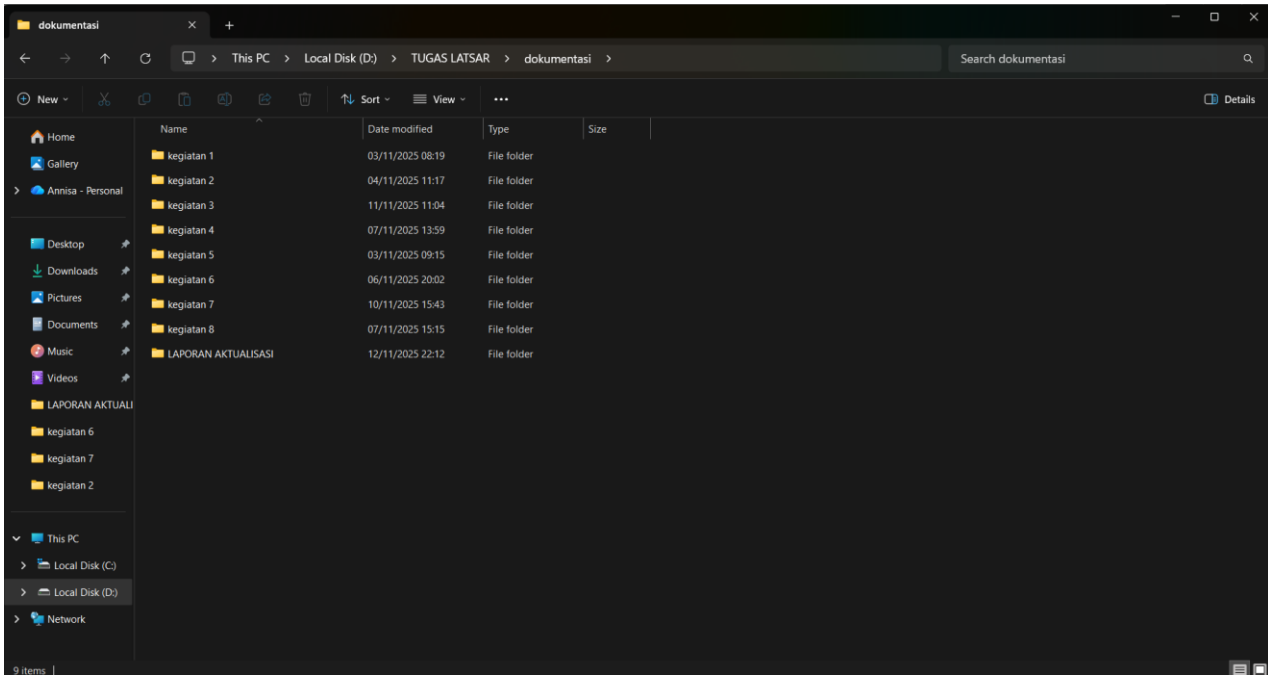 dokumentasi
This PC > Local Disk (D:) > TUGAS LATSAR > dokumentasi >
Search dokumentasi
New
Sort
View
Details
Home
Gallery
Annisa - Personal
Desktop
Downloads
Pictures
Documents
Music
Videos
LAPORAN AKTUALI
kegiatan 6
kegiatan 7
kegiatan 2
This PC
Local Disk (C:)
Local Disk (D:)
Network
Name Date modified Type Size
kegiatan 1 03/11/2025 08:19 File folder
kegiatan 2 04/11/2025 11:17 File folder
kegiatan 3 11/11/2025 11:04 File folder
kegiatan 4 07/11/2025 13:59 File folder
kegiatan 5 03/11/2025 09:15 File folder
kegiatan 6 06/11/2025 20:02 File folder
kegiatan 7 10/11/2025 15:43 File folder
kegiatan 8 07/11/2025 15:15 File folder
LAPORAN AKTUALISASI 12/11/2025 22:12 File folder
9 items